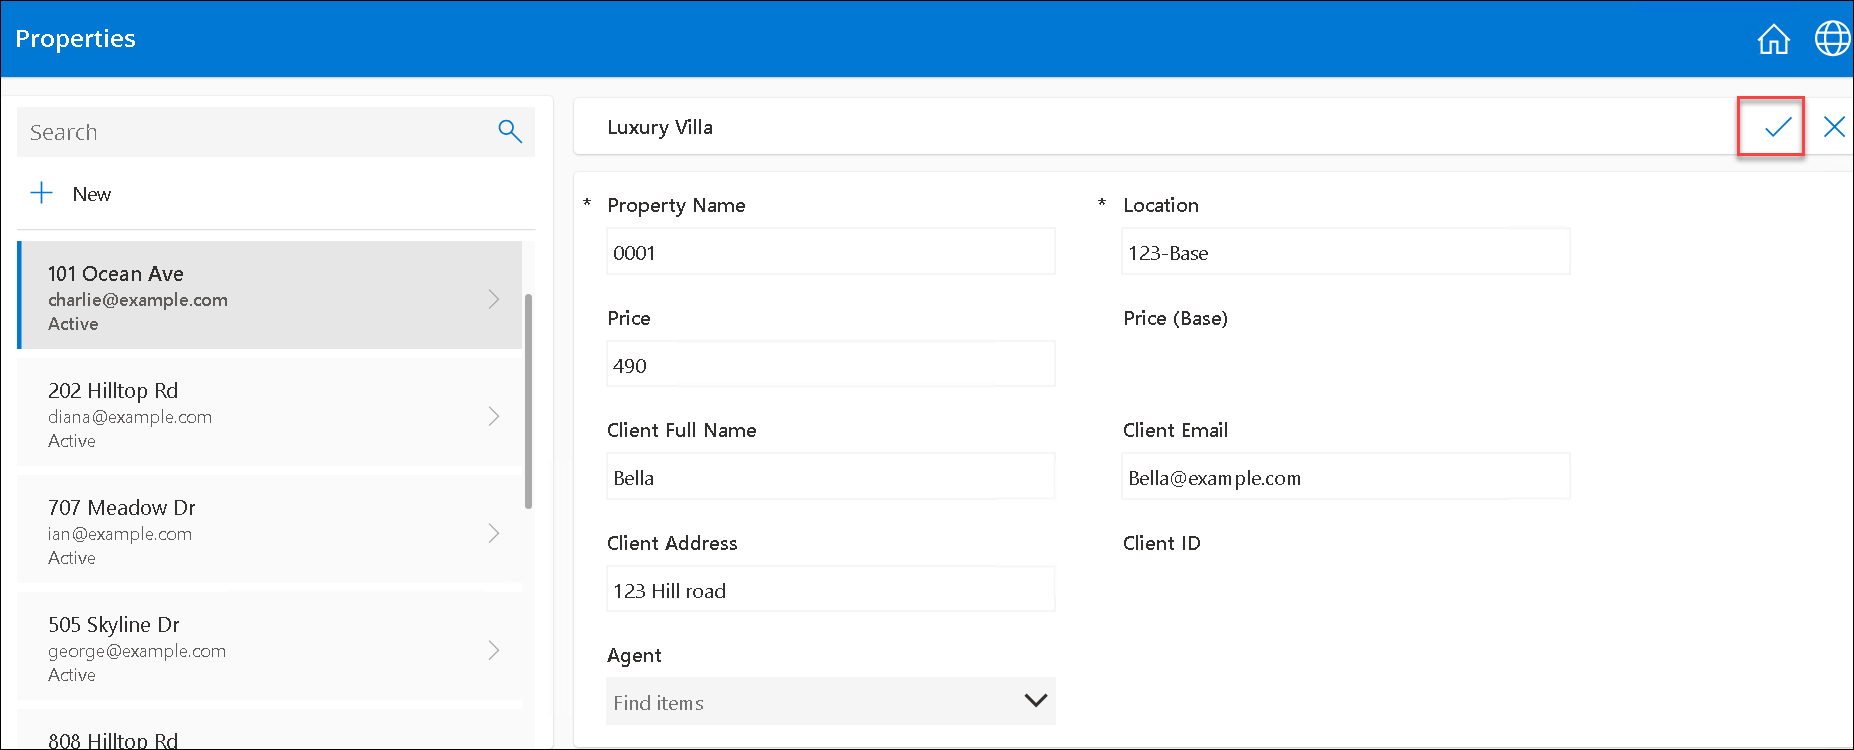 Properties
Search
New
101 Ocean Ave
charlie@example.com
Active
202 Hilltop Rd
diana@example.com
Active
707 Meadow Dr
ian@example.com
Active
505 Skyline Dr
george@example.com
Active
808 Hilltop Rd
Luxury Villa
* Property Name
0001
* Location
123-Base
Price
490
Price (Base)
Client Full Name
Bella
Client Email
Bella@example.com
Client Address
123 Hill road
Client ID
Agent
Find items